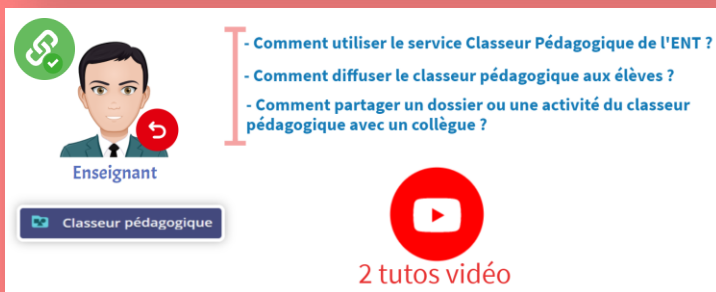 - Comment utiliser le service Classeur Pédagogique de l'ENT ?
- Comment diffuser le classeur pédagogique aux élèves ?
- Comment partager un dossier ou une activité du classeur
pédagogique avec un collègue ?
Enseignant
Classeur pédagogique
2 tutos vidéo